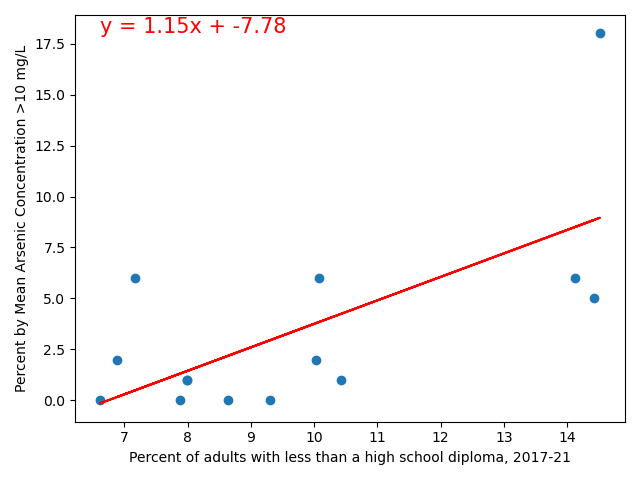 y = 1.15x + -7.78
Percent by Mean Arsenic Concentration >10 mg/L
17.5
15.0
12.5
10.0
7.5
5.0
2.5
0.0
7 8 9 10 11 12 13 14
Percent of adults with less than a high school diploma, 2017-21